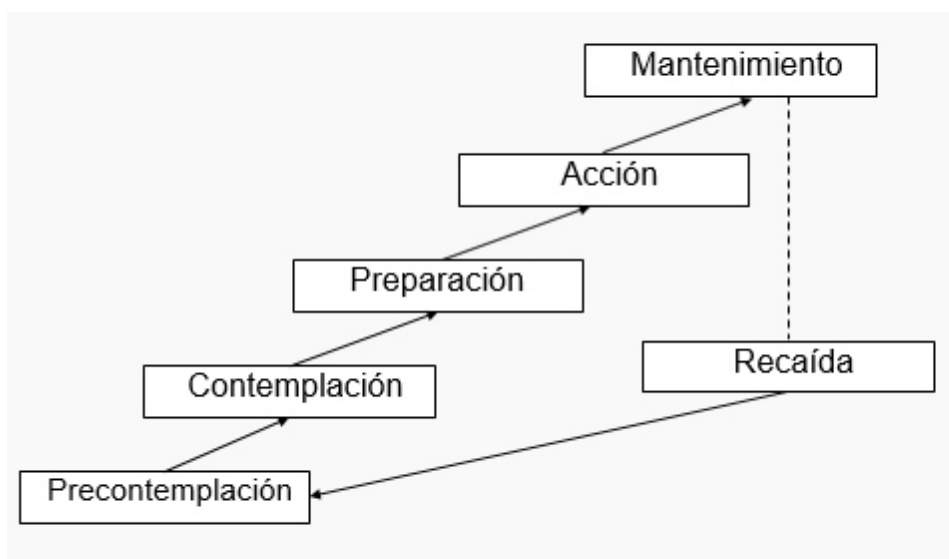 Mantenimiento
Acción
Preparación
Recaída
Contemplación
Precontemplación